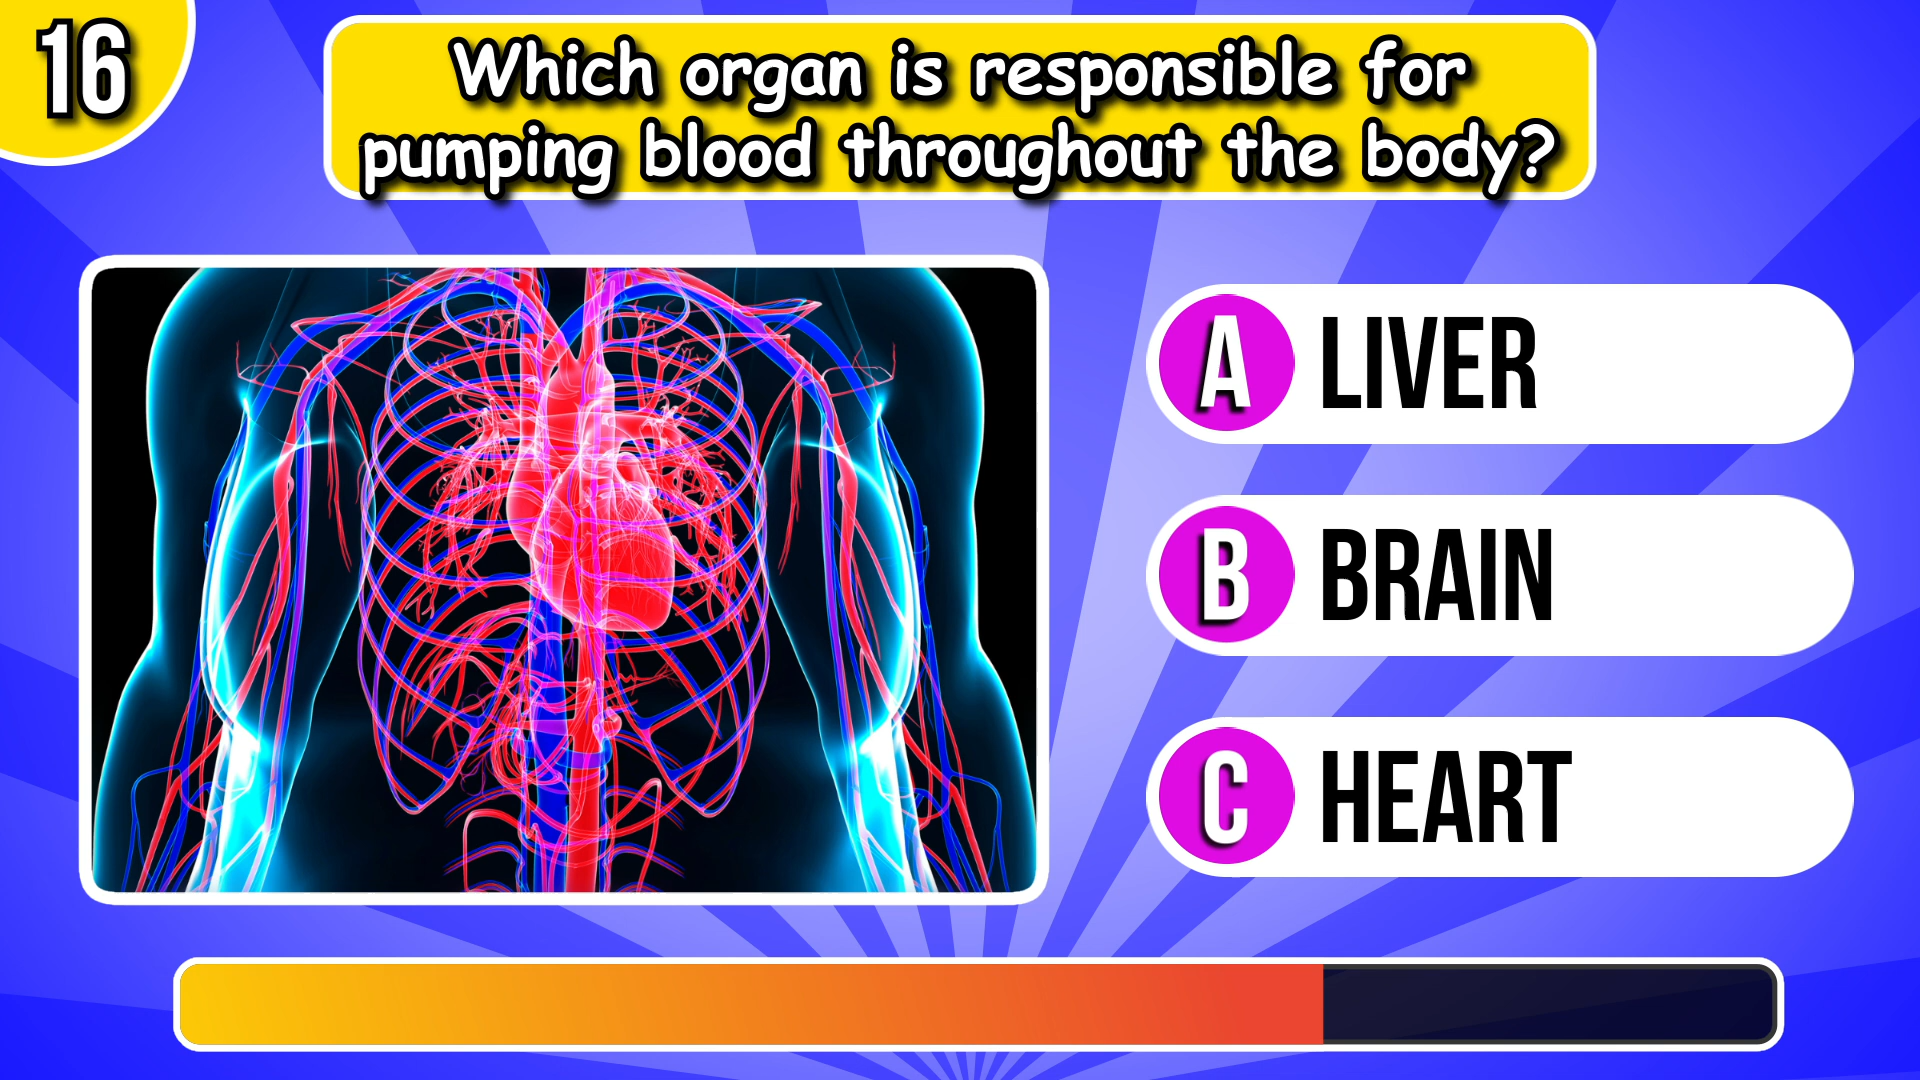 16
Which organ is responsible for
pumping blood throughout the body?
A LIVER
B BRAIN
C HEART